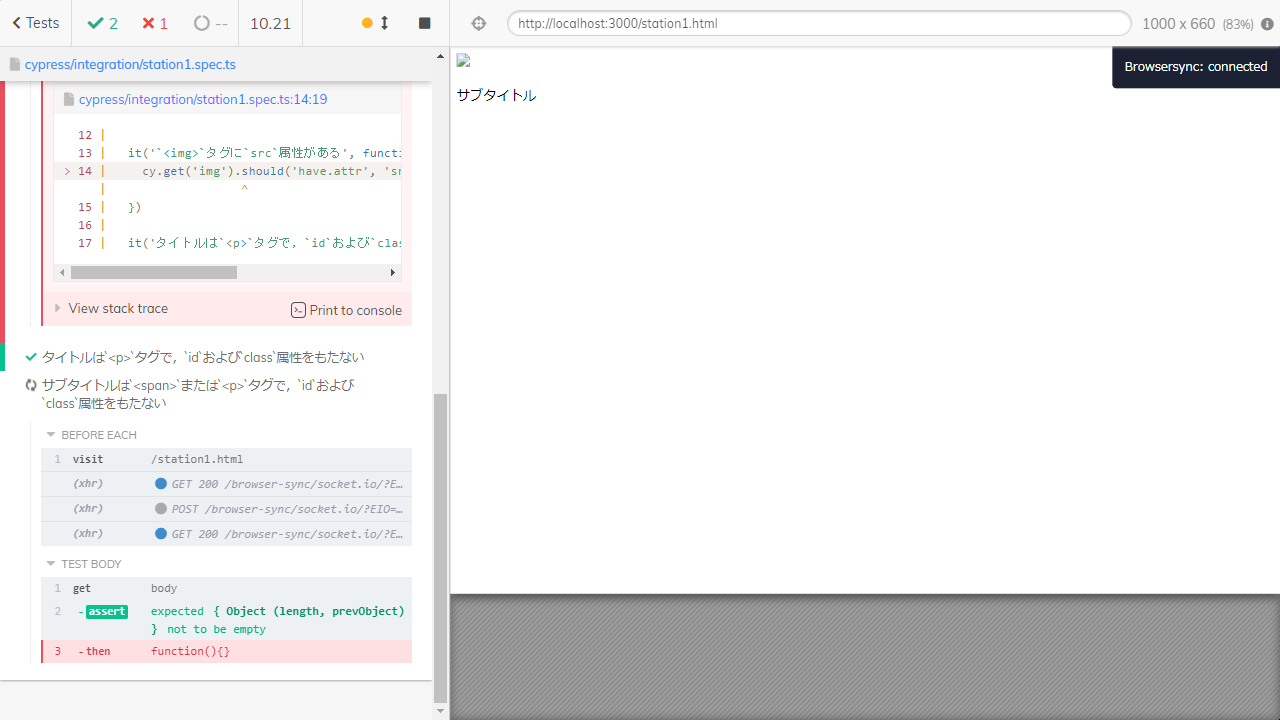 Tests
2
1
--
10.21
http://localhost:3000/station1.html
1000 x 660 (83%)
cypress/integration/station1.spec.ts
Browsersync: connected
cypress/integration/station1.spec.ts:14:19
12 |
13 | it('`<img>`タグに`src`属性がある', functi
> 14 | cy.get('img').should('have.attr', 'sr
| ^
15 | })
16 |
17 | it('タイトルは`<p>`タグで，`id`および`clas
View stack trace
Print to console
タイトルは`<p>`タグで，`id`および`class`属性をもたない
サブタイトルは`<span>`または`<p>`タグで，`id`および
`class`属性をもたない
BEFORE EACH
1 visit /station1.html
(xhr) GET 200 /browser-sync/socket.io/?E…
(xhr) POST /browser-sync/socket.io/?EIO=…
(xhr) GET 200 /browser-sync/socket.io/?E…
TEST BODY
1 get body
2 -assert expected { Object (length, prevObject)
} not to be empty
3 -then function(){}
サブタイトル